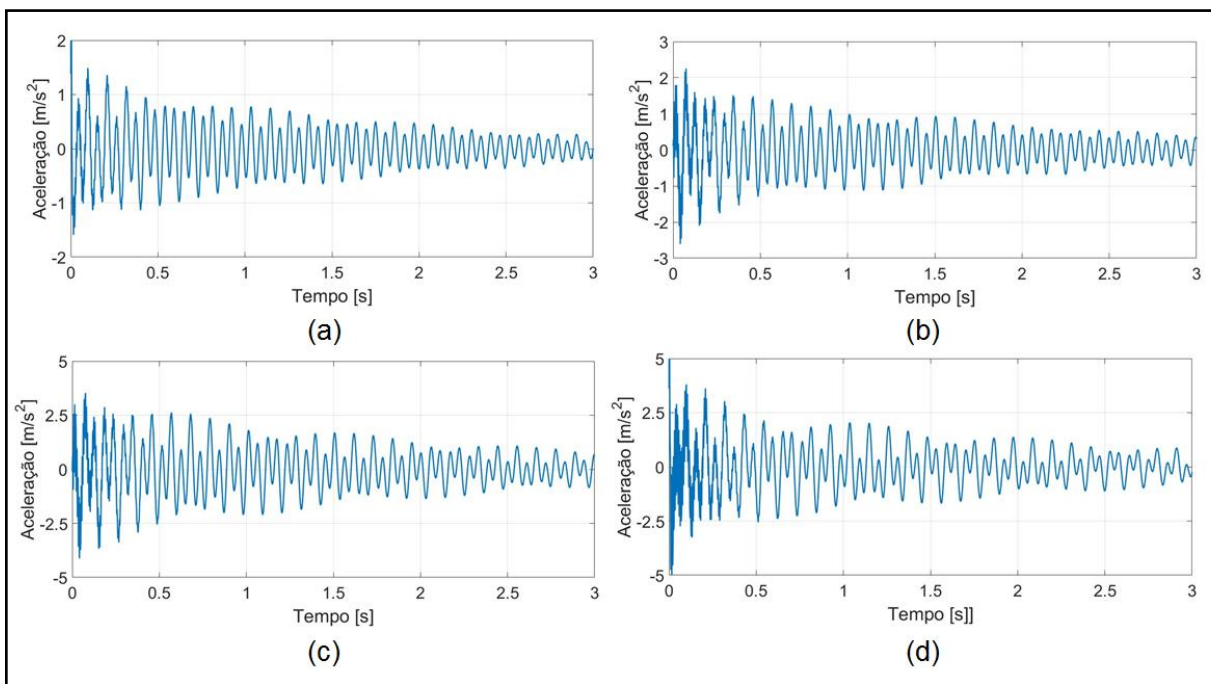 Aceleração [m/s²]
2
1
0
-1
-2
0 0.5 1 1.5 2 2.5 3
Tempo [s]
(a)
Aceleração [m/s²]
3
2
1
0
-1
-2
-3
0 0.5 1 1.5 2 2.5 3
Tempo [s]
(b)
Aceleração [m/s²]
5
2.5
0
-2.5
-5
0 0.5 1 1.5 2 2.5 3
Tempo [s]
(c)
Aceleração [m/s²]
5
2.5
0
-2.5
-5
0 0.5 1 1.5 2 2.5 3
Tempo [s]]
(d)